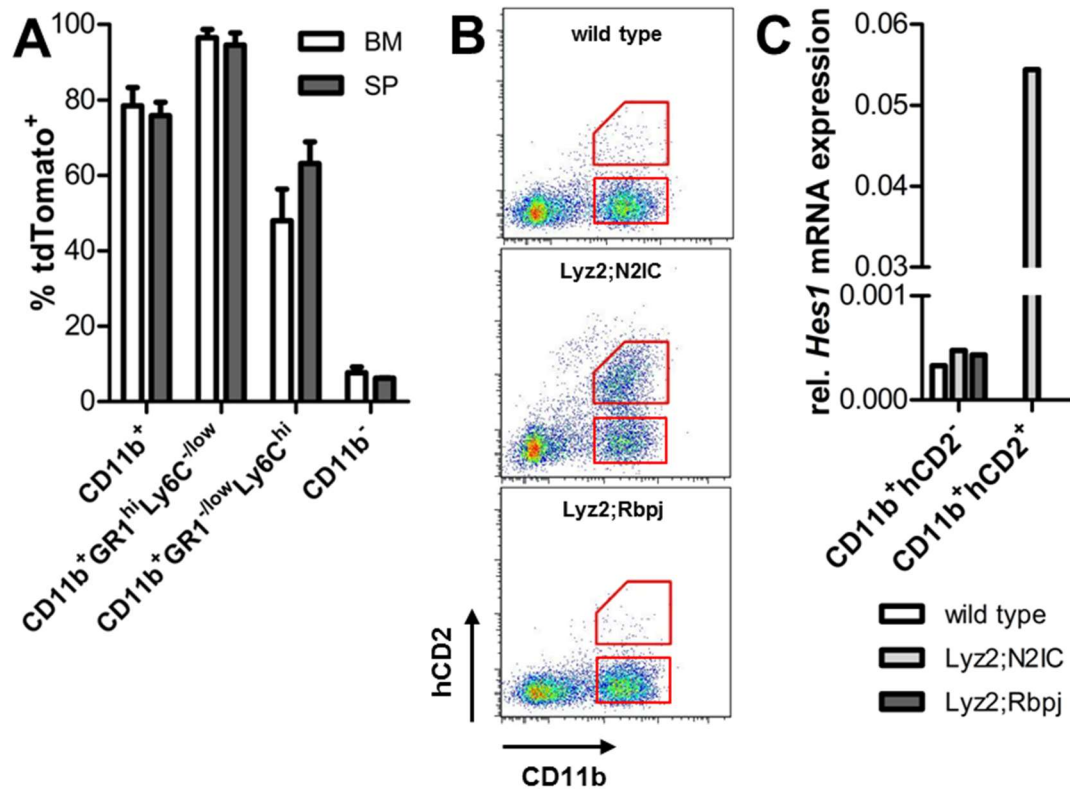 A
% tdTomato⁺
100
80
60
40
20
0
BM
SP
CD11b⁺
CD11b⁺GR1ʰⁱLy6C⁻/ˡᵒʷ
CD11b⁺GR1⁻/ˡᵒʷLy6Cʰⁱ
CD11b⁻
B
wild type
Lyz2;N2IC
Lyz2;Rbpj
hCD2
CD11b
C
rel. Hes1 mRNA expression
0.06
0.05
0.04
0.03
0.001
0.000
CD11b⁺hCD2⁻
CD11b⁺hCD2⁺
wild type
Lyz2;N2IC
Lyz2;Rbpj